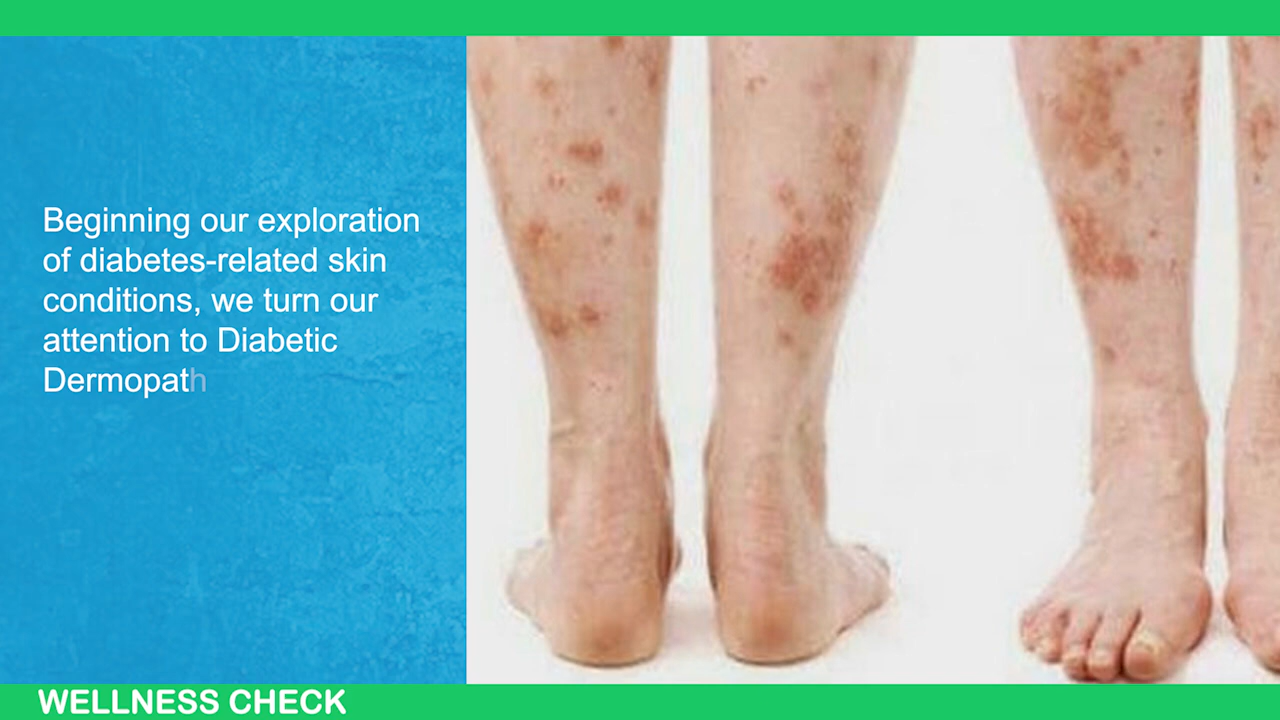 Beginning our exploration
of diabetes-related skin
conditions, we turn our
attention to Diabetic
Dermopath
WELLNESS CHECK